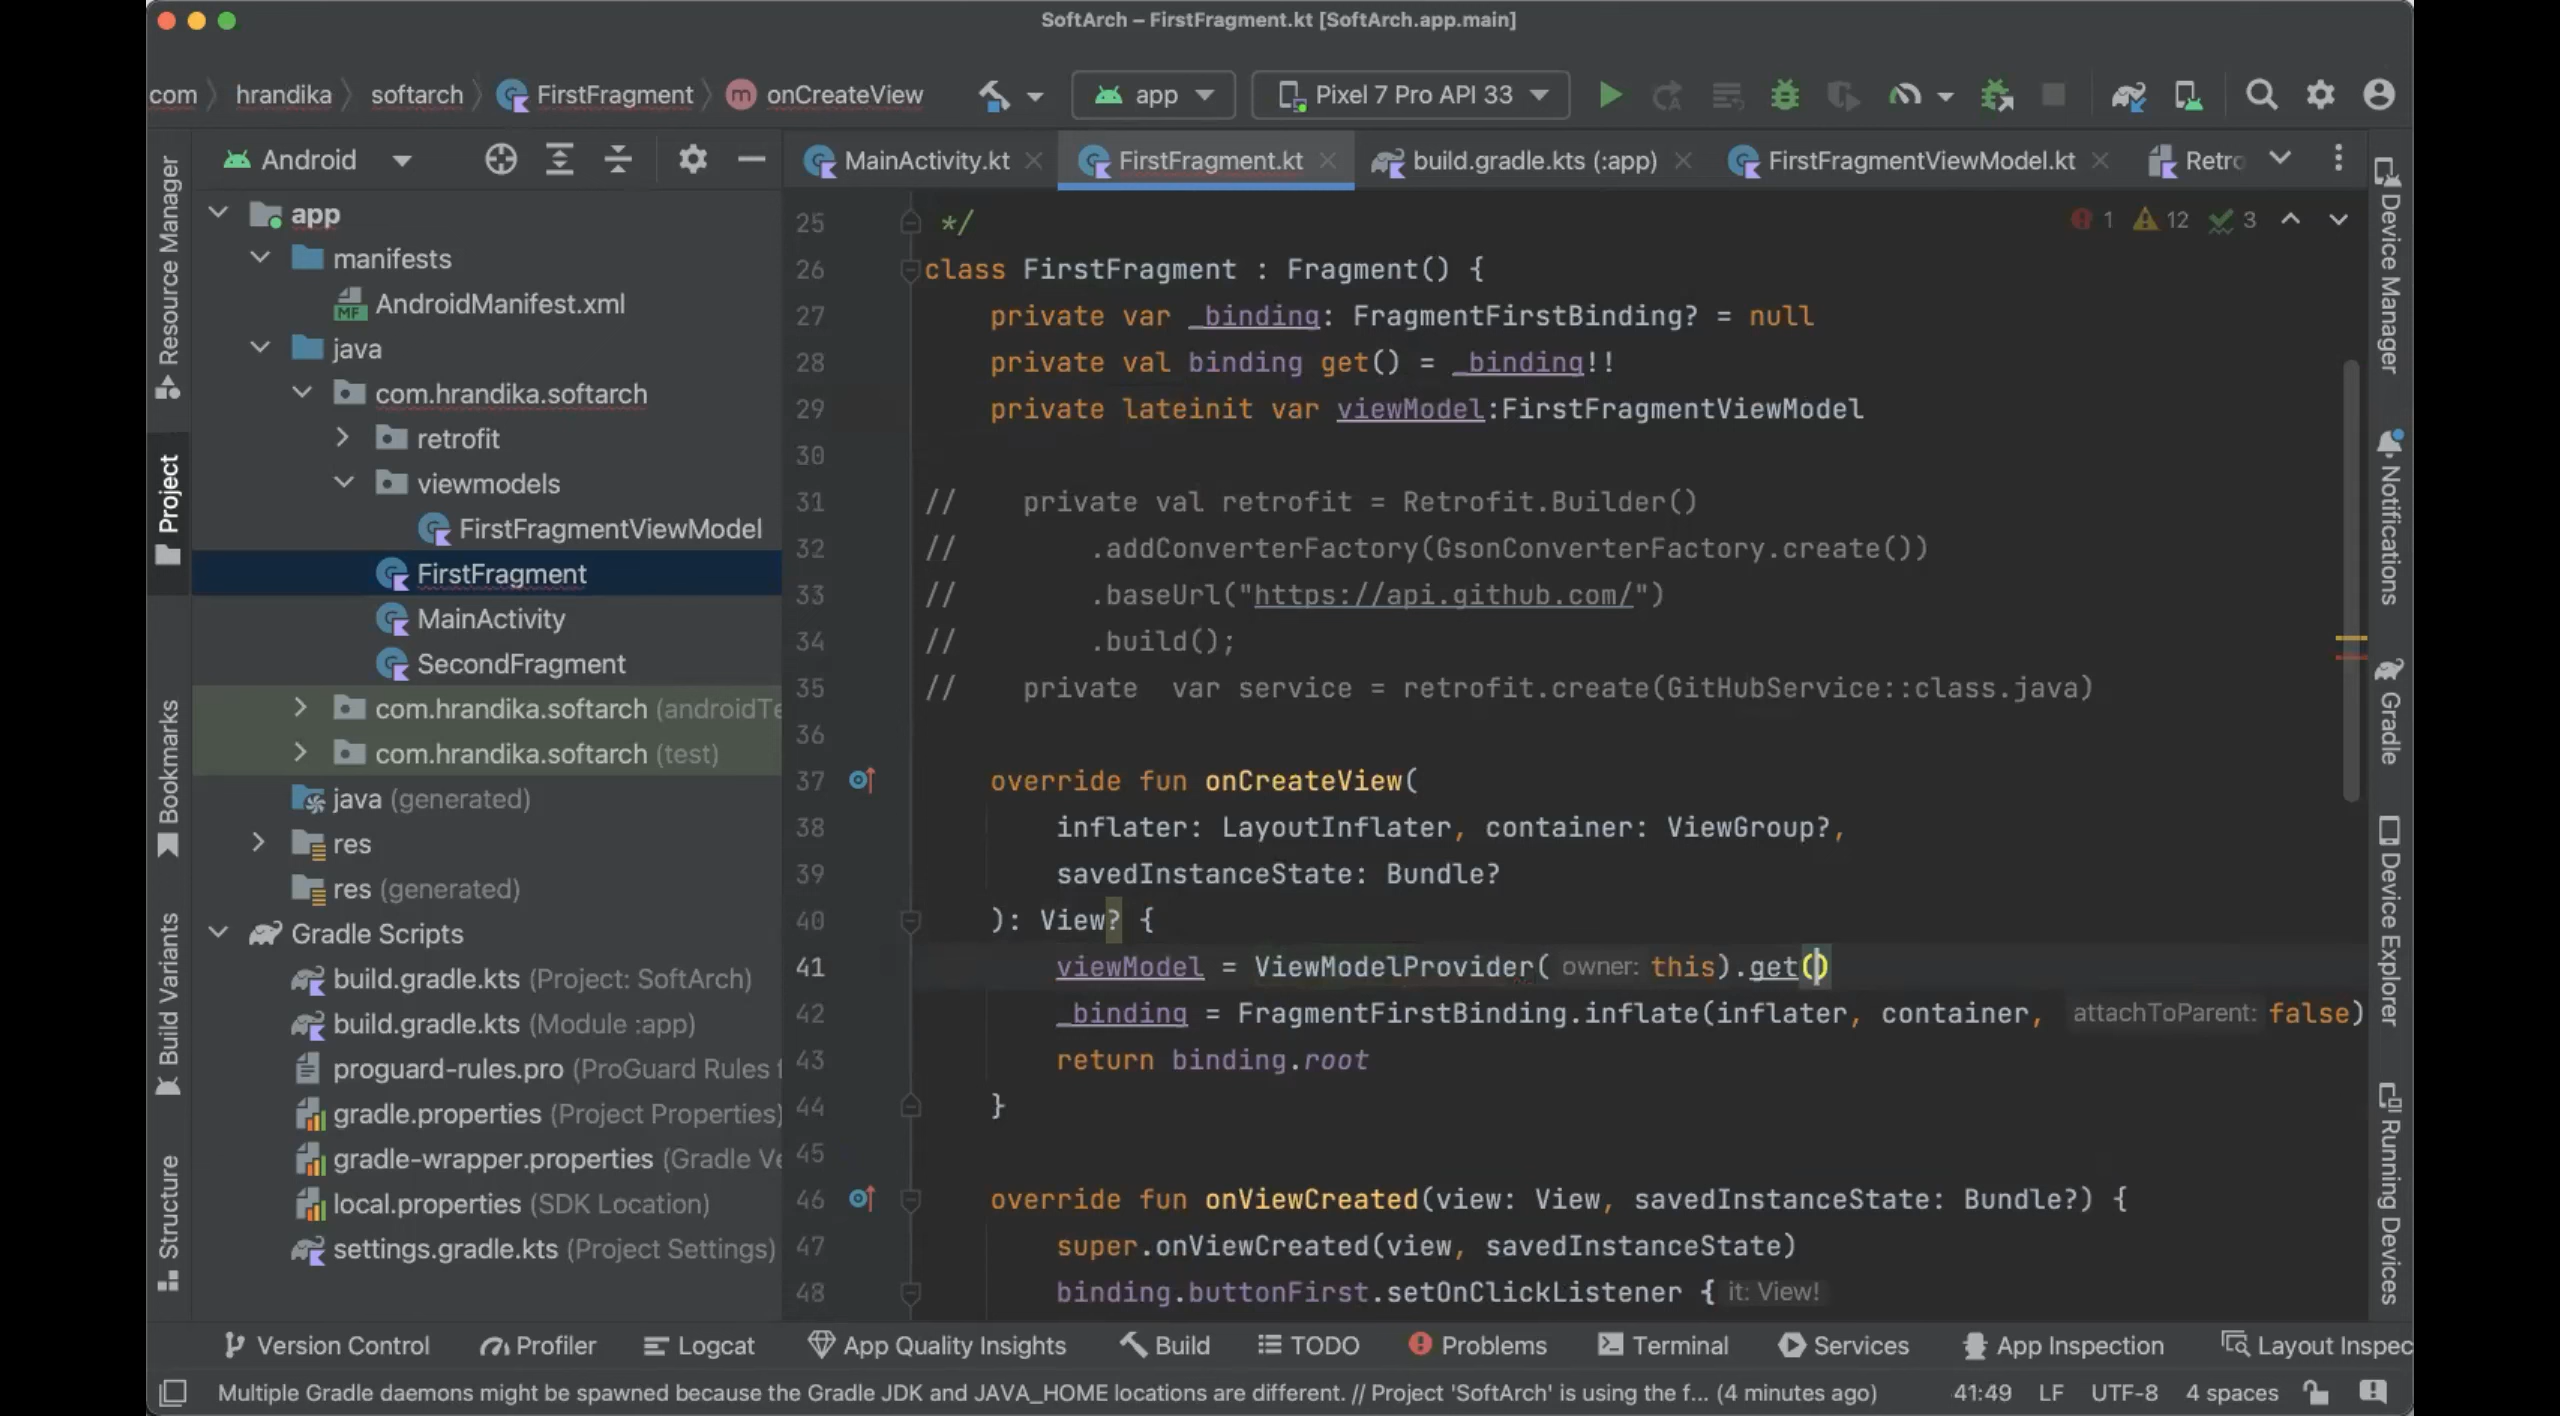 SoftArch – FirstFragment.kt [SoftArch.app.main]
com hrandika softarch FirstFragment onCreateView app Pixel 7 Pro API 33
Android
MainActivity.kt FirstFragment.kt build.gradle.kts (:app) FirstFragmentViewModel.kt Retro
Resource Manager
Project
Bookmarks
Build Variants
Structure
app
manifests
AndroidManifest.xml
java
com.hrandika.softarch
retrofit
viewmodels
FirstFragmentViewModel
FirstFragment
MainActivity
SecondFragment
com.hrandika.softarch (androidTe
com.hrandika.softarch (test)
java (generated)
res
res (generated)
Gradle Scripts
build.gradle.kts (Project: SoftArch)
build.gradle.kts (Module :app)
proguard-rules.pro (ProGuard Rules f
gradle.properties (Project Properties)
gradle-wrapper.properties (Gradle Ve
local.properties (SDK Location)
settings.gradle.kts (Project Settings)
1 12 3
25 */
26 class FirstFragment : Fragment() {
27 private var _binding: FragmentFirstBinding? = null
28 private val binding get() = _binding!!
29 private lateinit var viewModel:FirstFragmentViewModel
30
31 // private val retrofit = Retrofit.Builder()
32 // .addConverterFactory(GsonConverterFactory.create())
33 // .baseUrl("https://api.github.com/")
34 // .build();
35 // private var service = retrofit.create(GitHubService::class.java)
36
37 override fun onCreateView(
38 inflater: LayoutInflater, container: ViewGroup?,
39 savedInstanceState: Bundle?
40 ): View? {
41 viewModel = ViewModelProvider( owner: this).get()
42 _binding = FragmentFirstBinding.inflate(inflater, container, attachToParent: false)
43 return binding.root
44 }
45
46 override fun onViewCreated(view: View, savedInstanceState: Bundle?) {
47 super.onViewCreated(view, savedInstanceState)
48 binding.buttonFirst.setOnClickListener { it: View!
Device Manager
Notifications
Gradle
Device Explorer
Running Devices
Version Control Profiler Logcat App Quality Insights Build TODO Problems Terminal Services App Inspection Layout Inspec
Multiple Gradle daemons might be spawned because the Gradle JDK and JAVA_HOME locations are different. // Project 'SoftArch' is using the f... (4 minutes ago) 41:49 LF UTF-8 4 spaces